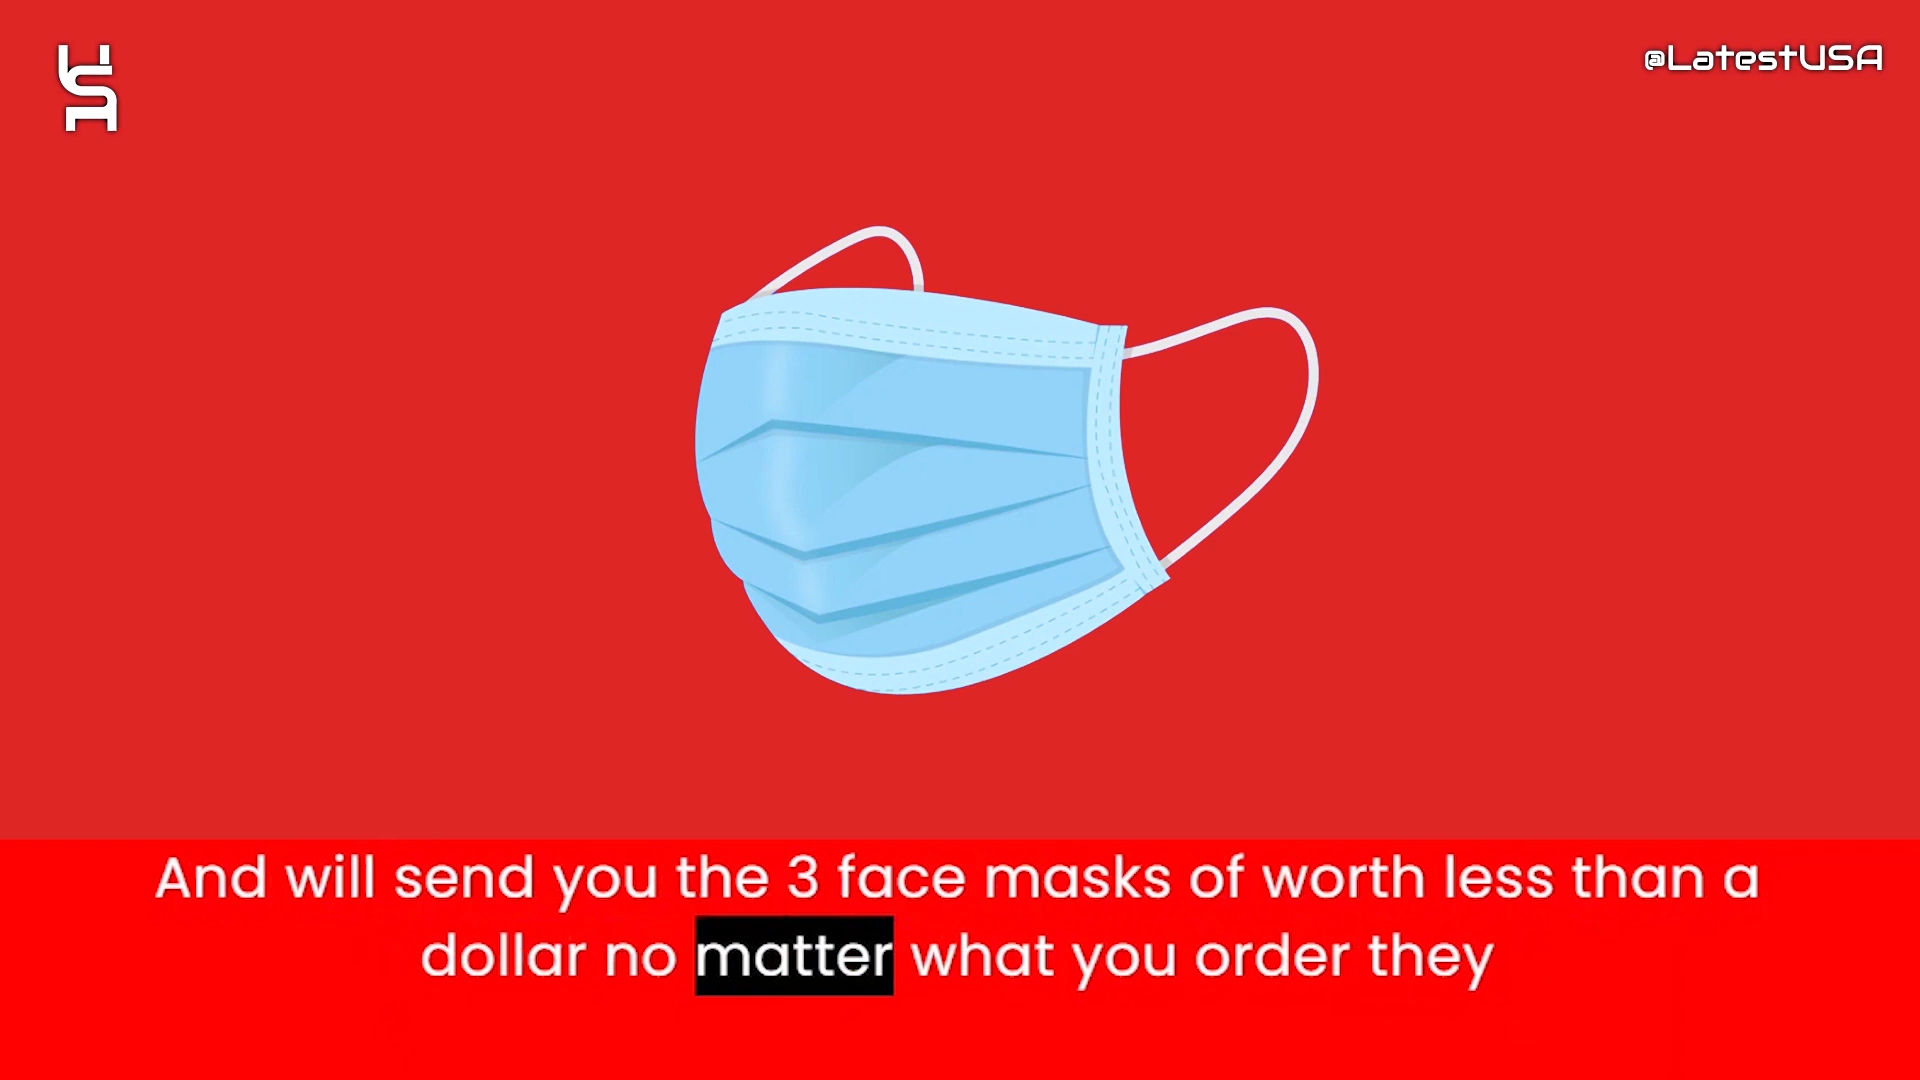 USA
@LatestUSA
And will send you the 3 face masks of worth less than a
dollar no matter what you order they